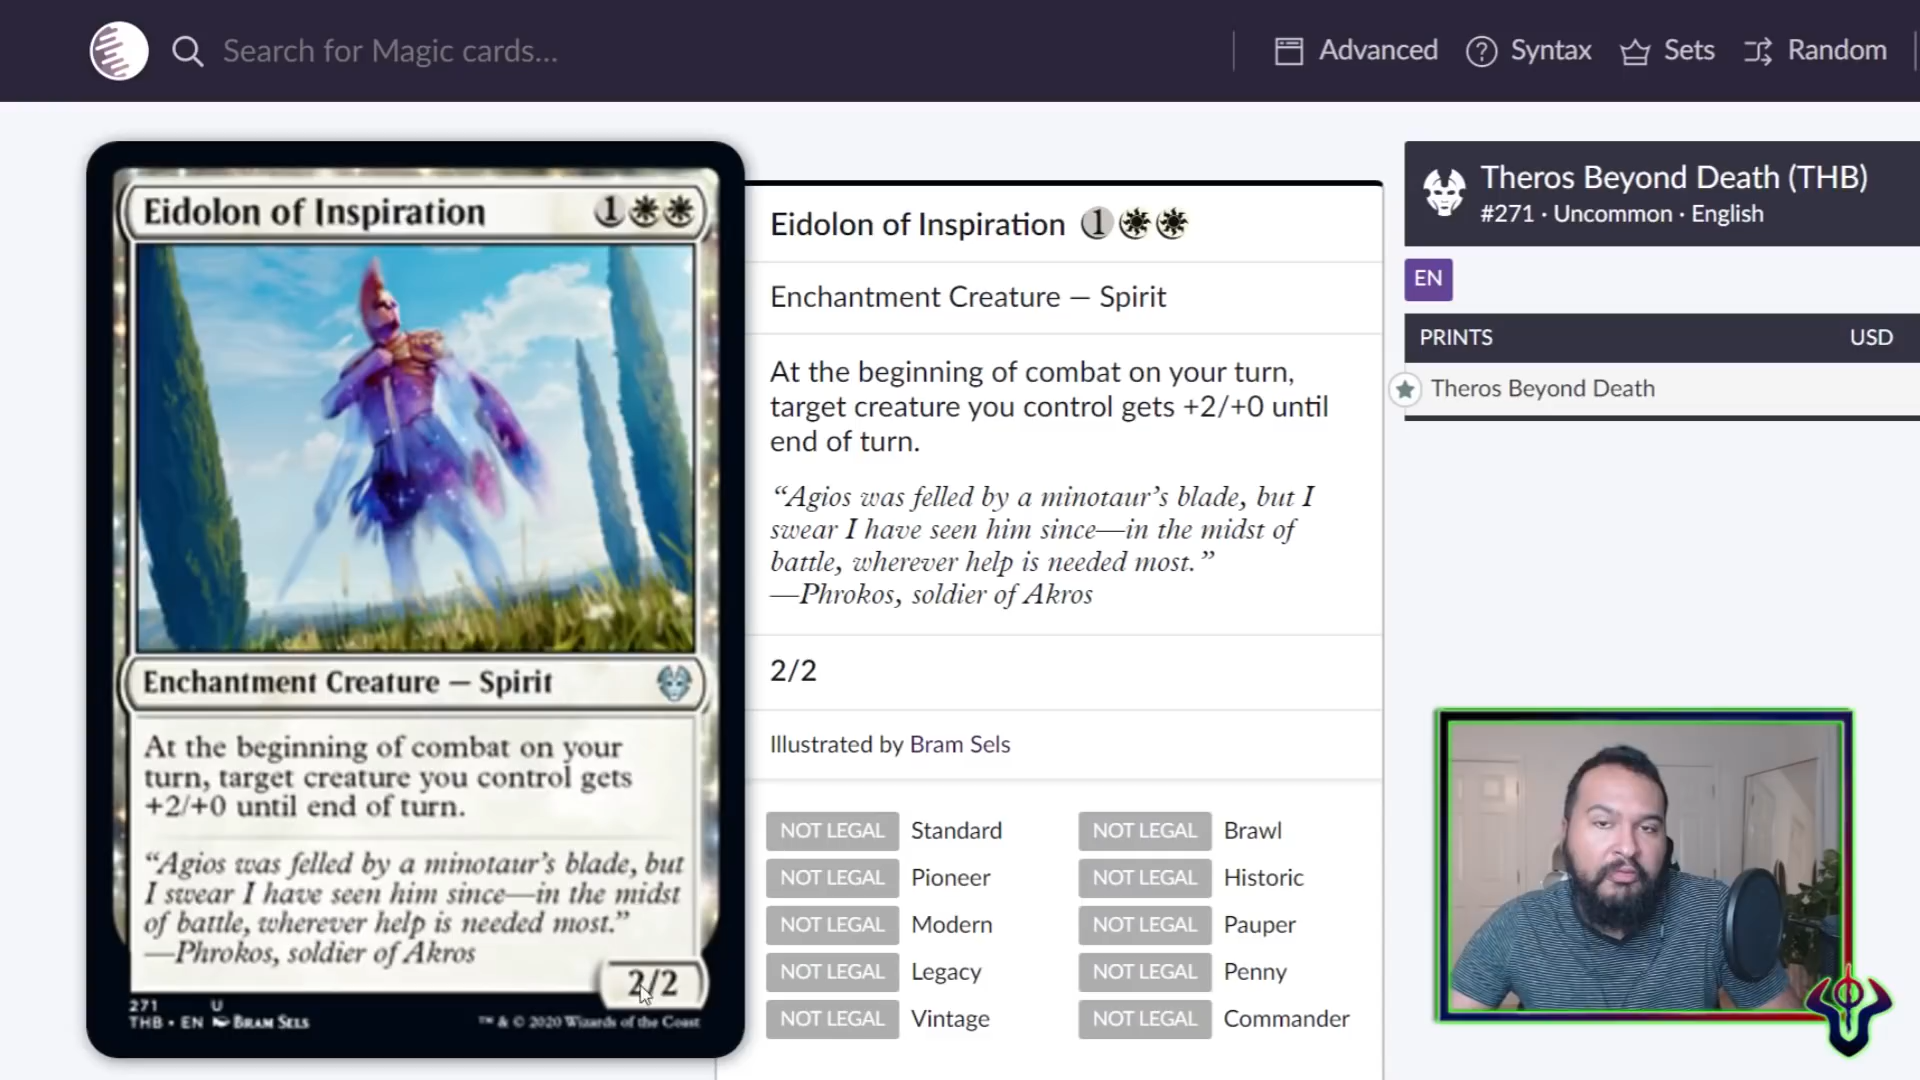 Search for Magic cards...
Advanced
Syntax
Sets
Random
Eidolon of Inspiration 1
Enchantment Creature — Spirit
At the beginning of combat on your
turn, target creature you control gets
+2/+0 until end of turn.
“Agios was felled by a minotaur’s blade, but
I swear I have seen him since—in the midst
of battle, wherever help is needed most.”
—Phrokos, soldier of Akros
2/2
271 U
THB • EN BRAM SELS
™ & © 2020 Wizards of the Coast
Eidolon of Inspiration 1
Enchantment Creature — Spirit
At the beginning of combat on your turn,
target creature you control gets +2/+0 until
end of turn.
“Agios was felled by a minotaur’s blade, but I
swear I have seen him since—in the midst of
battle, wherever help is needed most.”
—Phrokos, soldier of Akros
2/2
Illustrated by Bram Sels
NOT LEGAL Standard
NOT LEGAL Brawl
NOT LEGAL Pioneer
NOT LEGAL Historic
NOT LEGAL Modern
NOT LEGAL Pauper
NOT LEGAL Legacy
NOT LEGAL Penny
NOT LEGAL Vintage
NOT LEGAL Commander
Theros Beyond Death (THB)
#271 · Uncommon · English
EN
PRINTS USD
Theros Beyond Death